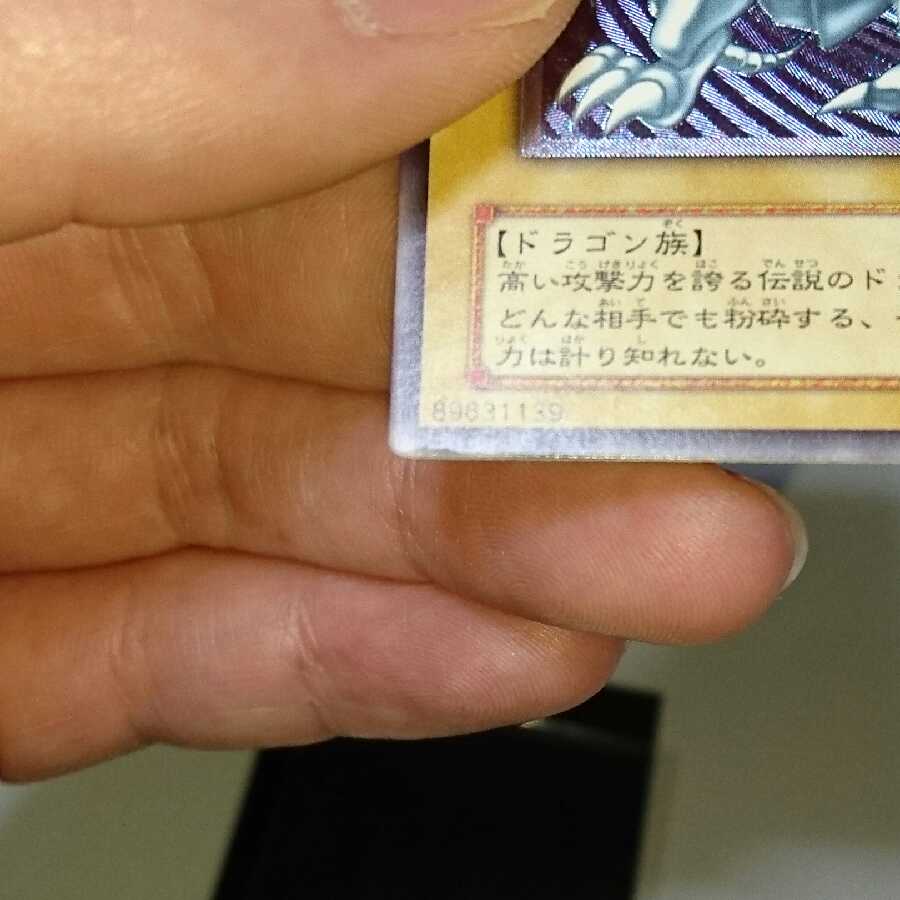 【ドラゴン族】
高い攻撃力を誇る伝説のド
どんな相手でも粉砕する、
力は計り知れない。
89631139